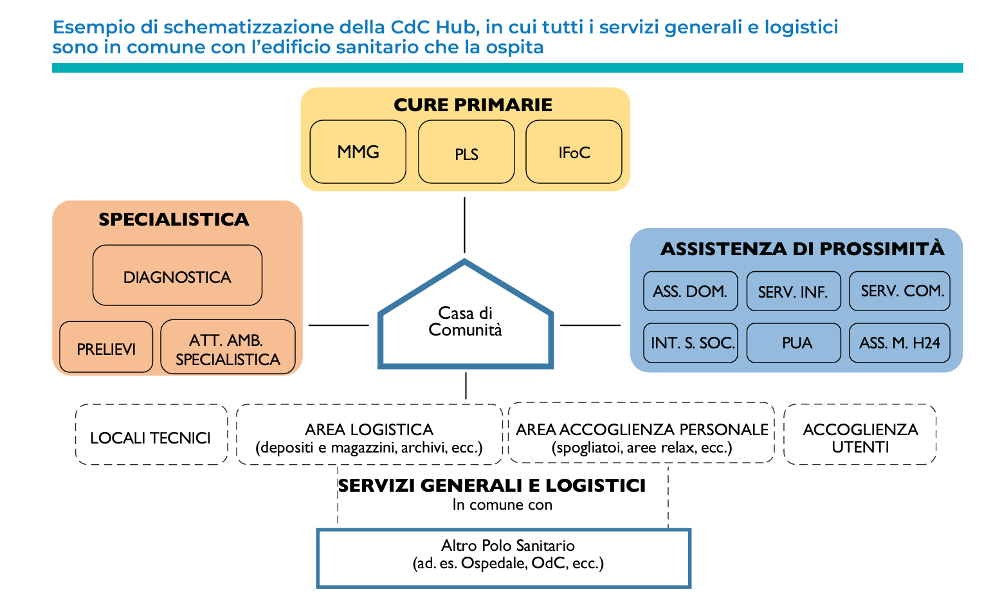 Esempio di schematizzazione della CdC Hub, in cui tutti i servizi generali e logistici
sono in comune con l’edificio sanitario che la ospita
CURE PRIMARIE
MMG
PLS
IFoC
SPECIALISTICA
DIAGNOSTICA
PRELIEVI
ATT. AMB.
SPECIALISTICA
Casa di
Comunità
ASSISTENZA DI PROSSIMITÀ
ASS. DOM.
SERV. INF.
SERV. COM.
INT. S. SOC.
PUA
ASS. M. H24
LOCALI TECNICI
AREA LOGISTICA
(depositi e magazzini, archivi, ecc.)
AREA ACCOGLIENZA PERSONALE
(spogliatoi, aree relax, ecc.)
ACCOGLIENZA
UTENTI
SERVIZI GENERALI E LOGISTICI
In comune con
Altro Polo Sanitario
(ad. es. Ospedale, OdC, ecc.)